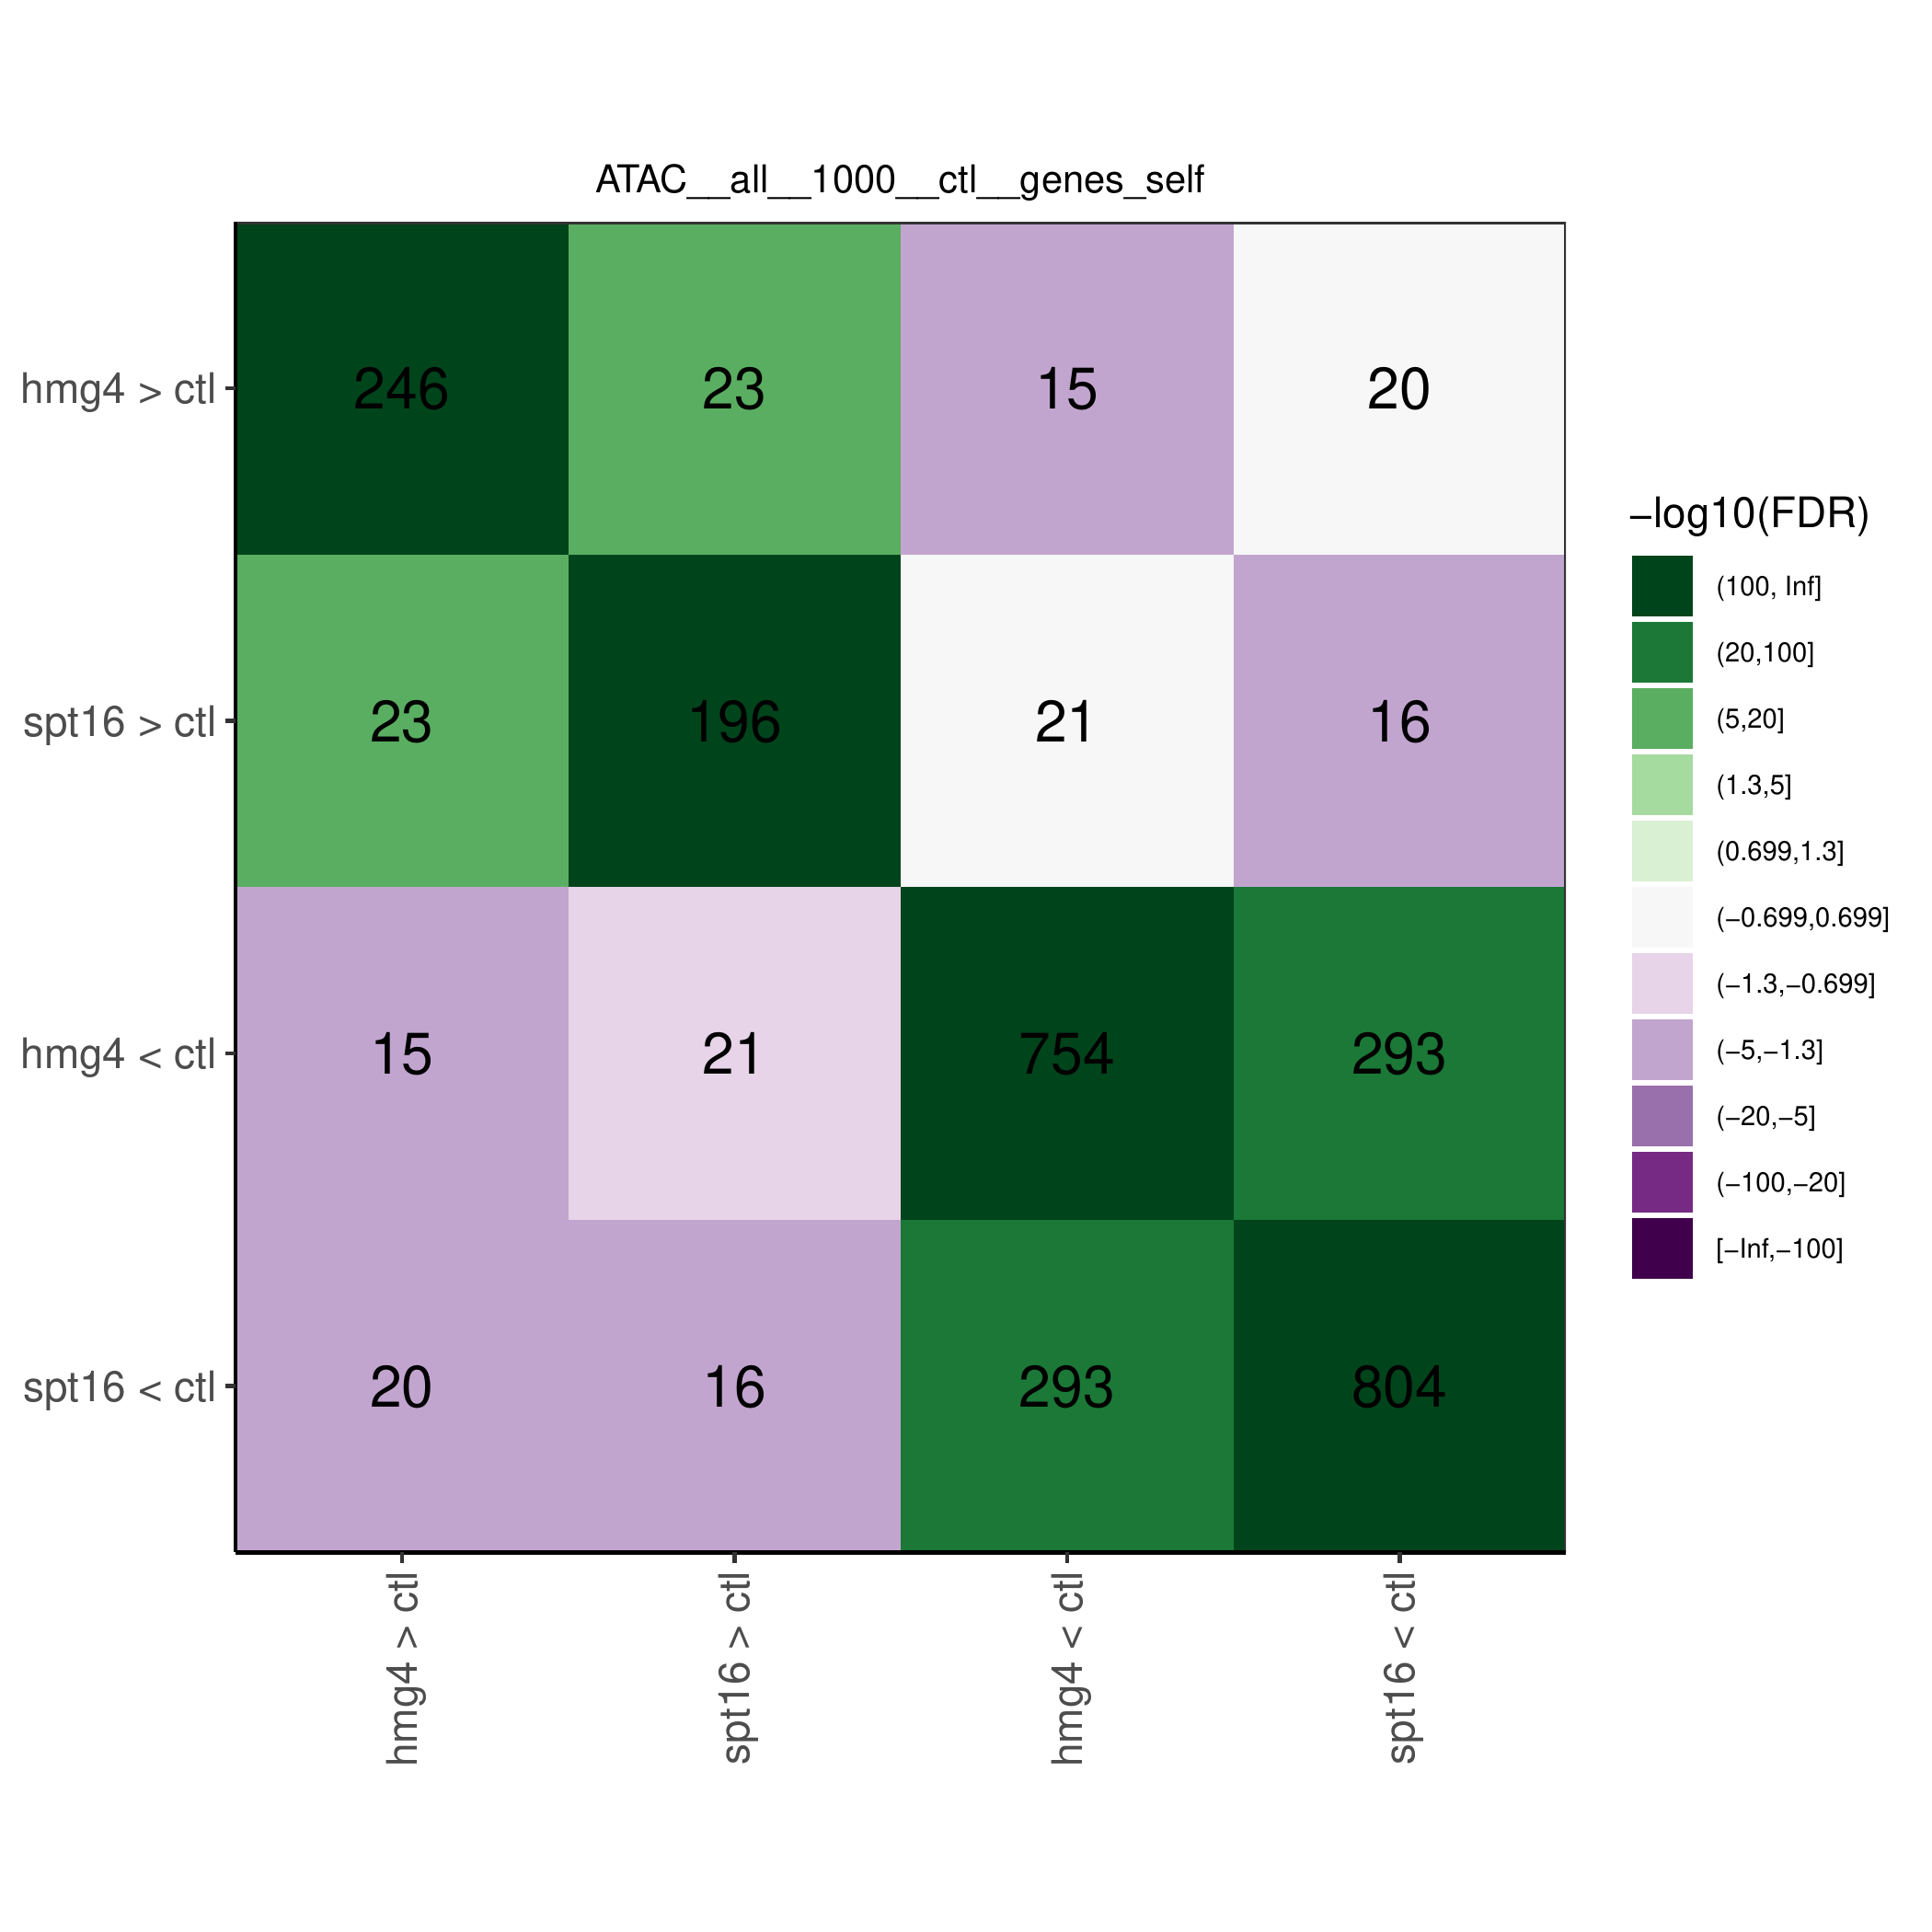 ATAC__all__1000__ctl__genes_self
hmg4 > ctl
246
23
15
20
spt16 > ctl
23
196
21
16
hmg4 < ctl
15
21
754
293
spt16 < ctl
20
16
293
804
hmg4 > ctl
spt16 > ctl
hmg4 < ctl
spt16 < ctl
−log10(FDR)
(100, Inf]
(20,100]
(5,20]
(1.3,5]
(0.699,1.3]
(−0.699,0.699]
(−1.3,−0.699]
(−5,−1.3]
(−20,−5]
(−100,−20]
[−Inf,−100]